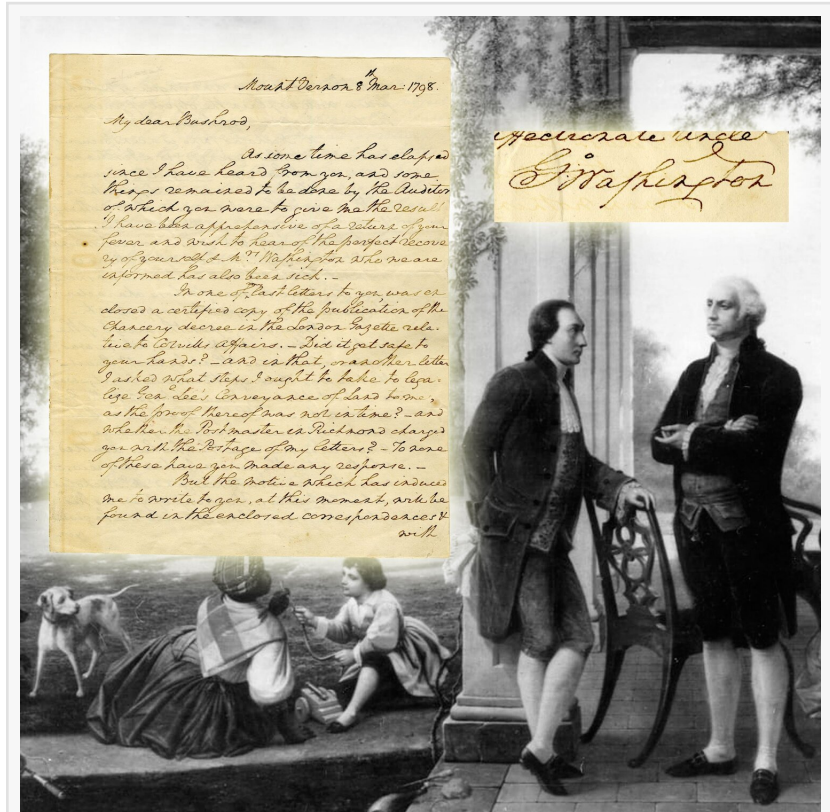 Mount Vernon 8th Mar: 1798.
My dear Bushrod,
As some time has elapsed
since I have heard from you, and some
things remained to be done by the Auditor
of which you were to give me the result
I have been apprehensive of a return of your
fever and wish to hear of the perfect recove
ry of yourself & Mrs Washington who we are
informed has also been sick. –
In one of my last letters to you was en
closed a certified copy of the publication of the
Chancery decree in the London Gazette rela-
tive to Colvills affairs. – Did it get safe to
your hands? – and in that, or another letter
I asked what steps I ought to take to lega-
lize Genl Lee's Conveyance of Land to me.
as the proof thereof was not in time? – and
whether the Postmaster in Richmond charged
you with the Postage of my letters? – To none
of these have you made any response. –
But the motive which has induced
me to write to you, at this moment, will be
found in the enclosed correspondences &
with
affectionate Uncle
Go Washington